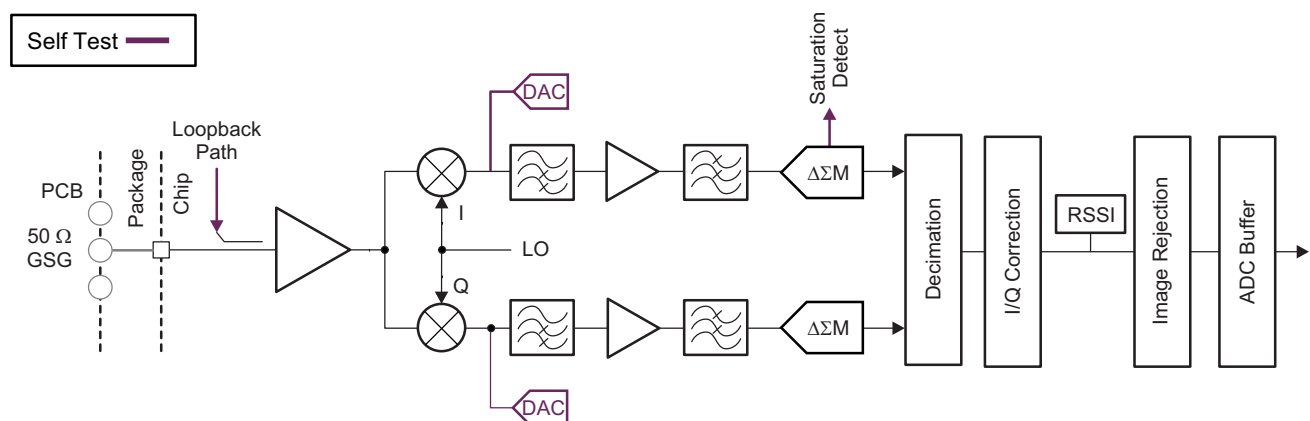 Self Test
DAC
Saturation
Detect
Loopback
Path
PCB
Package
Chip
50 Ω
GSG
I
LO
Q
ΔΣM
RSSI
Decimation
I/Q Correction
Image Rejection
ADC Buffer
ΔΣM
DAC